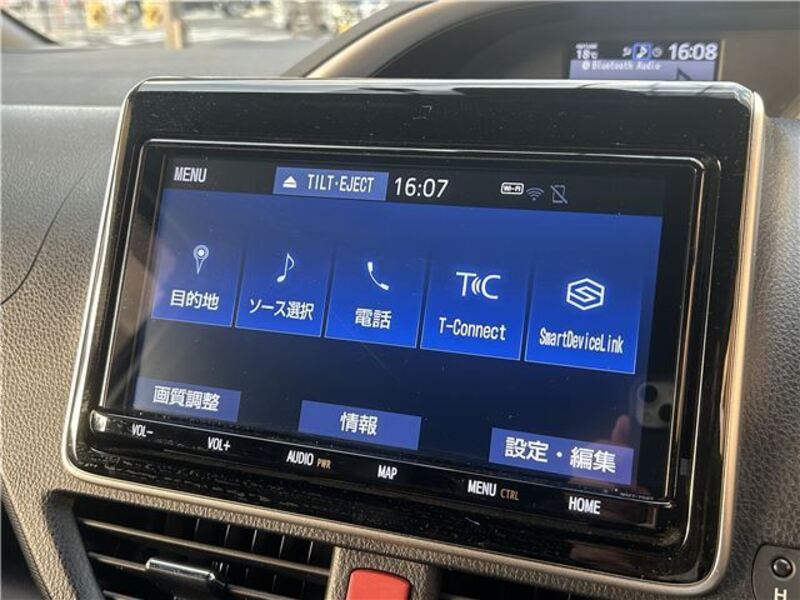 18℃ 16:08
Bluetooth Audio
MENU TILT·EJECT 16:07 Wi-Fi
目的地 ソース選択 電話 T-Connect SmartDeviceLink
画質調整 情報 設定・編集
VOL- VOL+ AUDIO PWR MAP MENU CTRL HOME
H